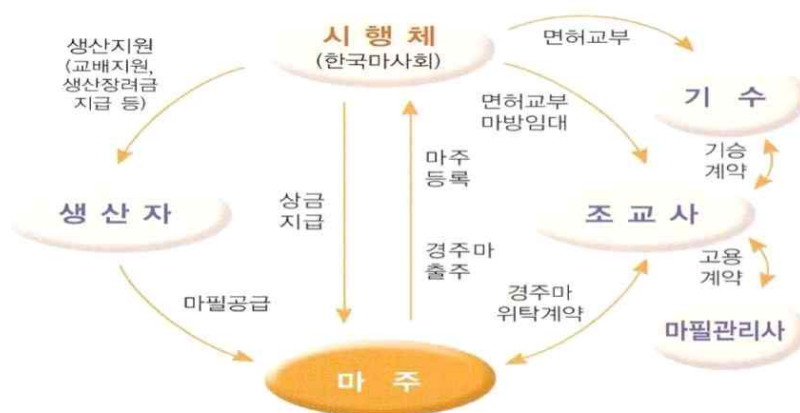 시 행 체
(한국마사회)
생산지원
(교배지원,
생산장려금
지급 등)
면허교부
기 수
면허교부
마방임대
기승
계약
마주
등록
상금
지급
생 산 자
조 교 사
고용
계약
경주마
출주
마필공급
경주마
위탁계약
마필관리사
마 주